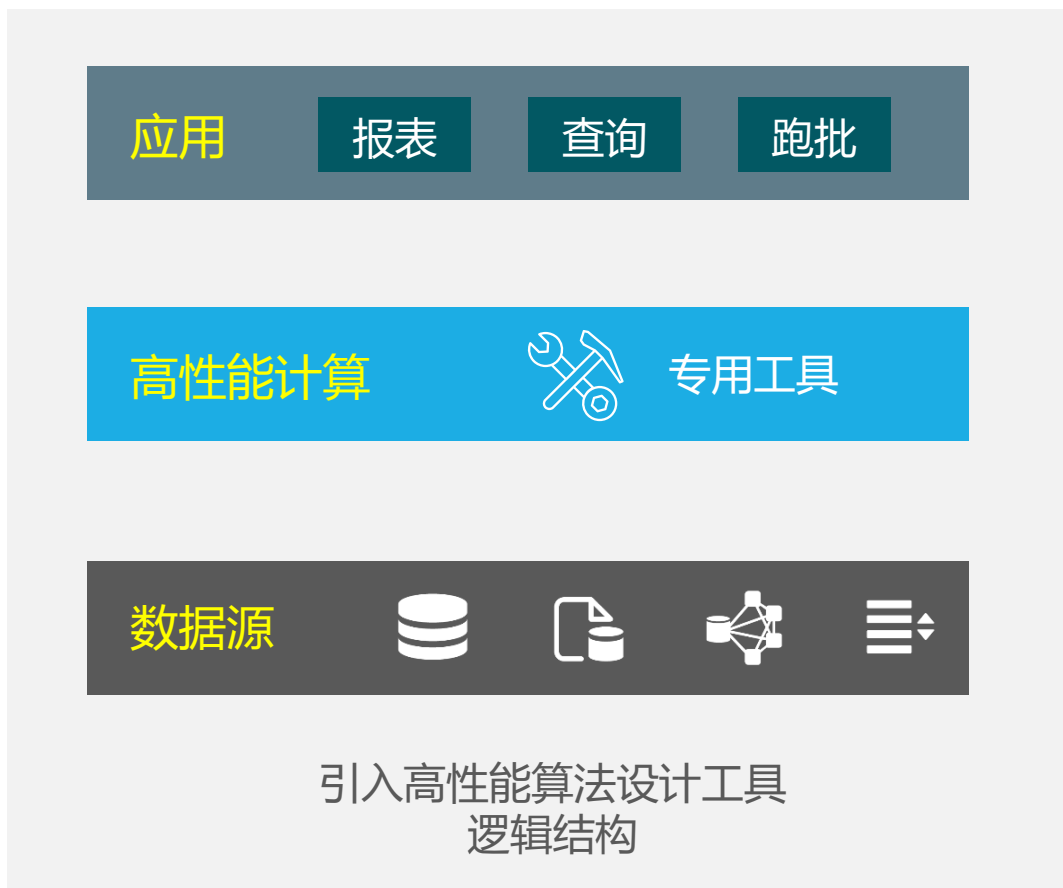 应用 报表 查询 跑批
高性能计算 专用工具
数据源
引入高性能算法设计工具
逻辑结构